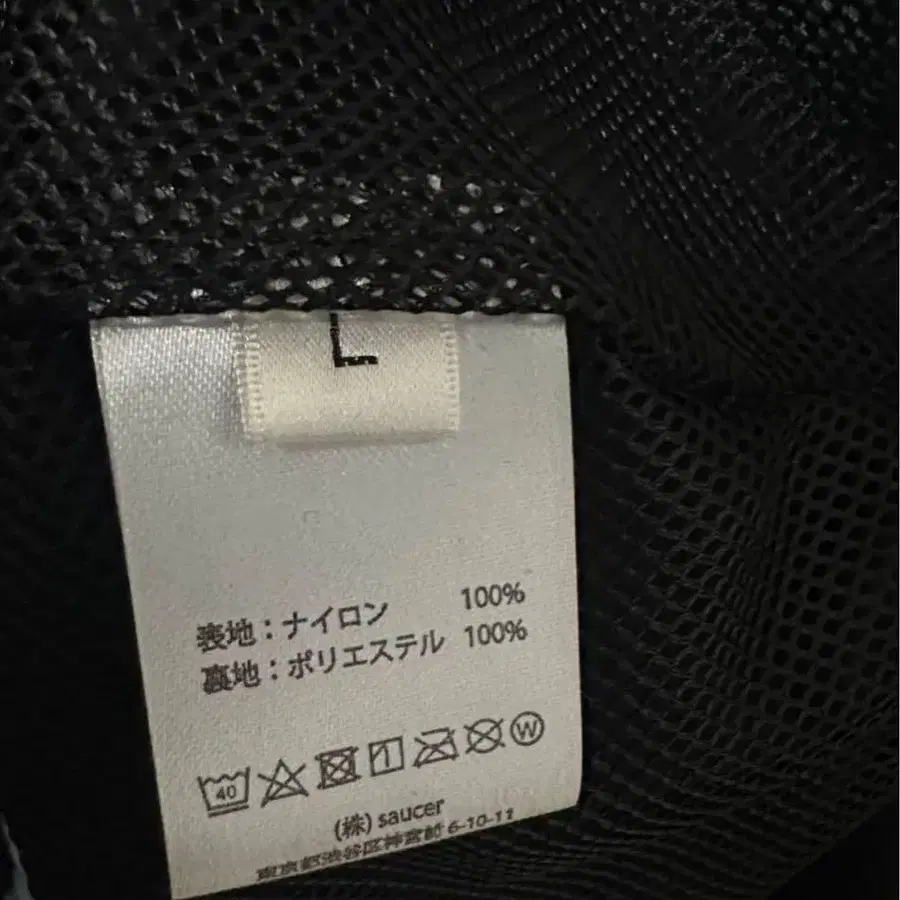 L
表地：ナイロン 100%
裏地：ポリエステル 100%
40 W
(株) saucer
東京都渋谷区神宮前 6-10-11